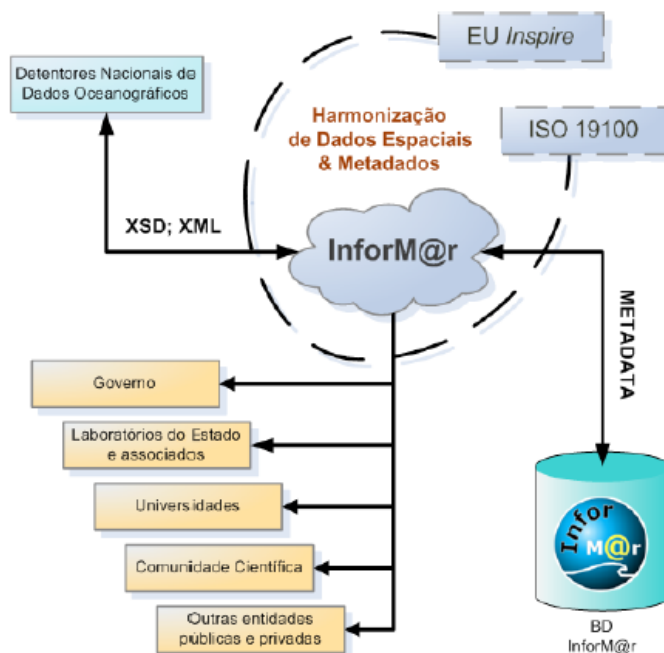 EU Inspire
Detentores Nacionais de
Dados Oceanográficos
Harmonização
de Dados Espaciais
& Metadados
ISO 19100
XSD; XML
InforM@r
METADATA
Governo
Laboratórios do Estado
e associados
Universidades
Comunidade Científica
Outras entidades
públicas e privadas
Infor
M@r
BD
InforM@r